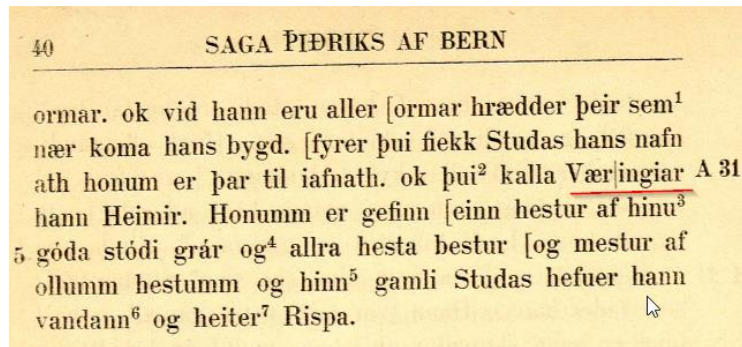 40 SAGA ÞIÐRIKS AF BERN
ormar. ok vid hann eru aller [ormar hrædder þeir sem¹
nær koma hans bygd. [fyrer þui fiekk Studas hans nafn
ath honum er þar til iafnath. ok þui² kalla Vær|ingiar A 31
hann Heimir. Honumm er gefinn [einn hestur af hinu³
5 góda stódi grár og⁴ allra hesta bestur [og mestur af
ollumm hestumm og hinn⁵ gamli Studas hefuer hann
vandann⁶ og heiter⁷ Rispa.